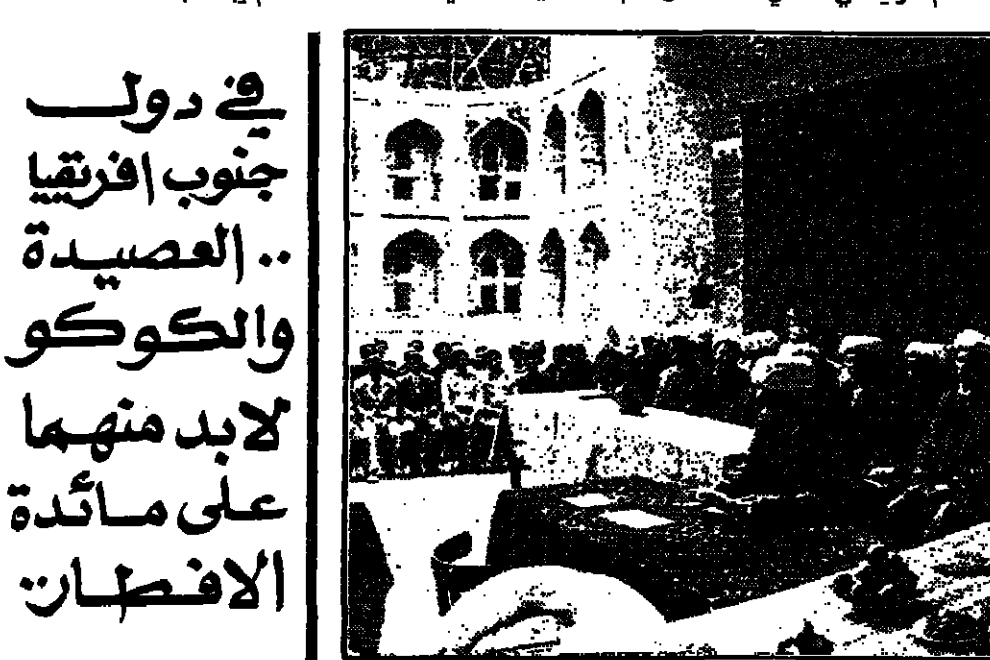 في دول
جنوب افريقيا
.. العصيدة
والكوكو
لابد منهما
على مائدة
الافطار..